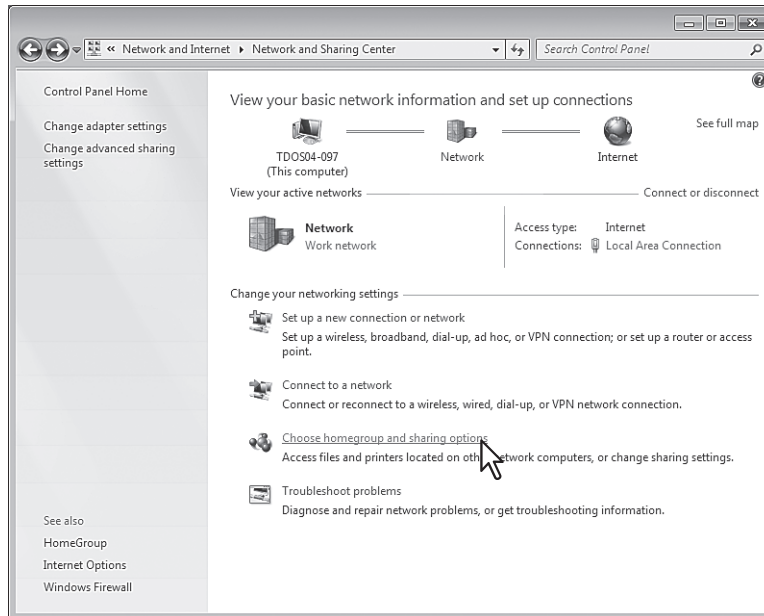 « Network and Internet ▸ Network and Sharing Center
Search Control Panel
Control Panel Home
Change adapter settings
Change advanced sharing
settings
See also
HomeGroup
Internet Options
Windows Firewall
View your basic network information and set up connections
See full map
TDOS04-097
(This computer)
Network
Internet
View your active networks
Connect or disconnect
Network
Work network
Access type: Internet
Connections: Local Area Connection
Change your networking settings
Set up a new connection or network
Set up a wireless, broadband, dial-up, ad hoc, or VPN connection; or set up a router or access
point.
Connect to a network
Connect or reconnect to a wireless, wired, dial-up, or VPN network connection.
Choose homegroup and sharing options
Access files and printers located on other network computers, or change sharing settings.
Troubleshoot problems
Diagnose and repair network problems, or get troubleshooting information.